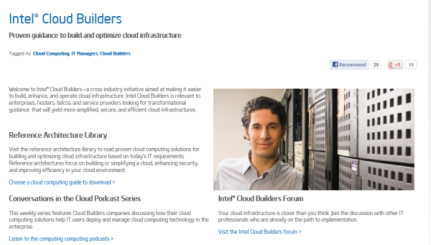 Intel® Cloud Builders
Proven guidance to build and optimize cloud infrastructure
Tagged As: Cloud Computing, IT Managers, Cloud Builders
Recommend 29 +1 10
Welcome to Intel® Cloud Builders—a cross-industry initiative aimed at making it easier
to build, enhance, and operate cloud infrastructure. Intel Cloud Builders is relevant to
enterprises, hosters, telcos, and service providers looking for transformational
guidance that will yield more simplified, secure, and efficient cloud infrastructures.
Reference Architecture Library
Visit the reference architecture library to read proven cloud computing solutions for
building and optimizing cloud infrastructure based on today's IT requirements.
Reference architectures focus on building or simplifying a cloud, enhancing security,
and improving efficiency in your cloud environment.
Choose a cloud computing guide to download >
Conversations in the Cloud Podcast Series
This weekly series features Cloud Builders companies discussing how their cloud
computing solutions help IT users deploy and manage cloud computing technology in the
enterprise.
Listen to the computing computing podcasts >
Intel® Cloud Builders Forum
Your cloud infrastructure is closer than you think. Join the discussion with other IT
professionals who are already on the path to implementation.
Visit the Intel Cloud Builders forum >